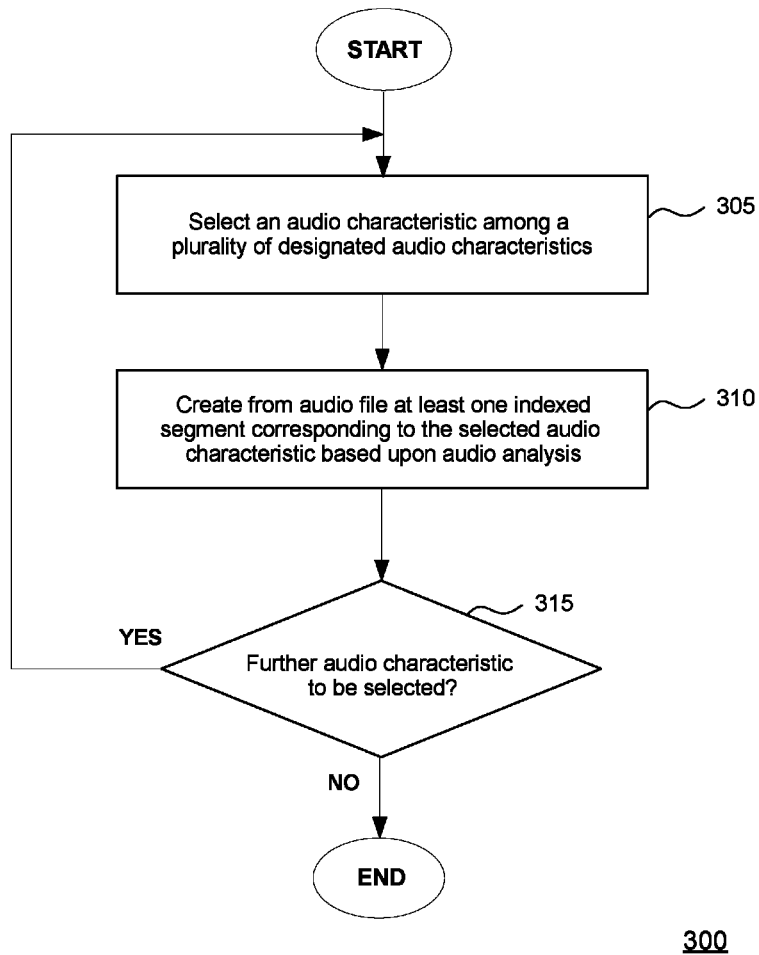 START
Select an audio characteristic among a
plurality of designated audio characteristics
305
Create from audio file at least one indexed
segment corresponding to the selected audio
characteristic based upon audio analysis
310
315
YES
Further audio characteristic
to be selected?
NO
END
300